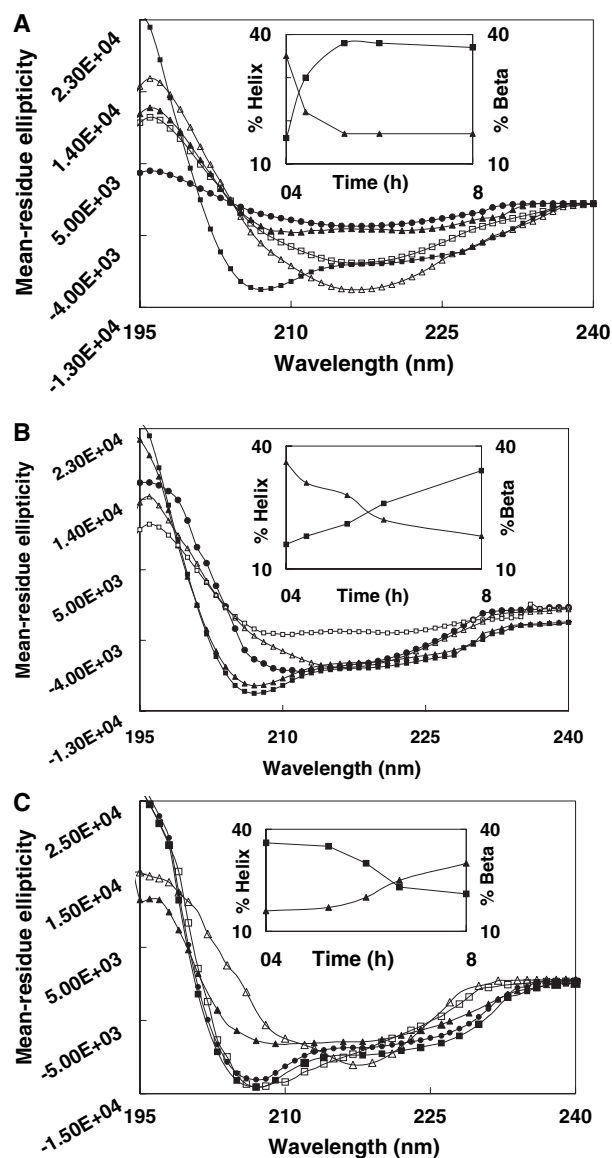 A
Mean-residue ellipticity
2.30E+04
1.40E+04
5.00E+03
-4.00E+03
-1.30E+04
195
210
225
240
Wavelength (nm)
40
40
% Helix
% Beta
10
10
04
8
Time (h)
B
Mean-residue ellipticity
2.30E+04
1.40E+04
5.00E+03
-4.00E+03
-1.30E+04
195
210
225
240
Wavelength (nm)
40
40
% Helix
%Beta
10
10
04
8
Time (h)
C
Mean-residue ellipticity
2.50E+04
1.50E+04
5.00E+03
-5.00E+03
-1.50E+04
195
210
225
240
Wavelength (nm)
40
40
% Helix
% Beta
10
10
04
8
Time (h)